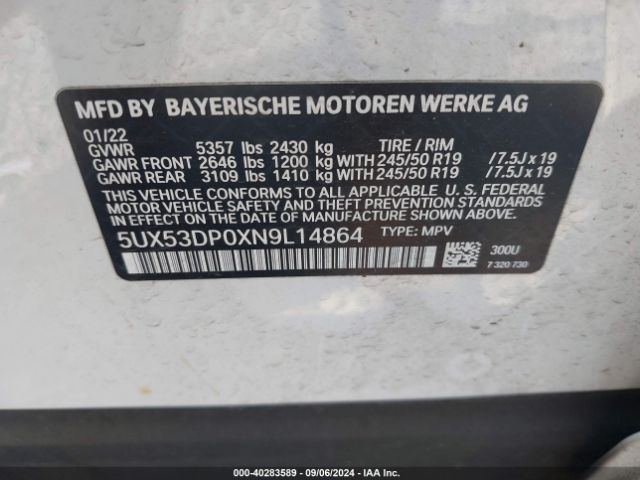 MFD BY BAYERISCHE MOTOREN WERKE AG
01/22
GVWR 5357 lbs 2430 kg TIRE / RIM
GAWR FRONT 2646 lbs 1200 kg WITH 245/50 R19 / 7.5J x 19
GAWR REAR 3109 lbs 1410 kg WITH 245/50 R19 / 7.5J x 19
THIS VEHICLE CONFORMS TO ALL APPLICABLE U. S. FEDERAL
MOTOR VEHICLE SAFETY AND THEFT PREVENTION
STANDARDS IN EFFECT ON THE DATE OF MANUFACTURE SHOWN ABOVE.
5UX53DP0XN9L14864 TYPE: MPV
300U
7 320 730
000-40283589 - 09/06/2024 - IAA Inc.